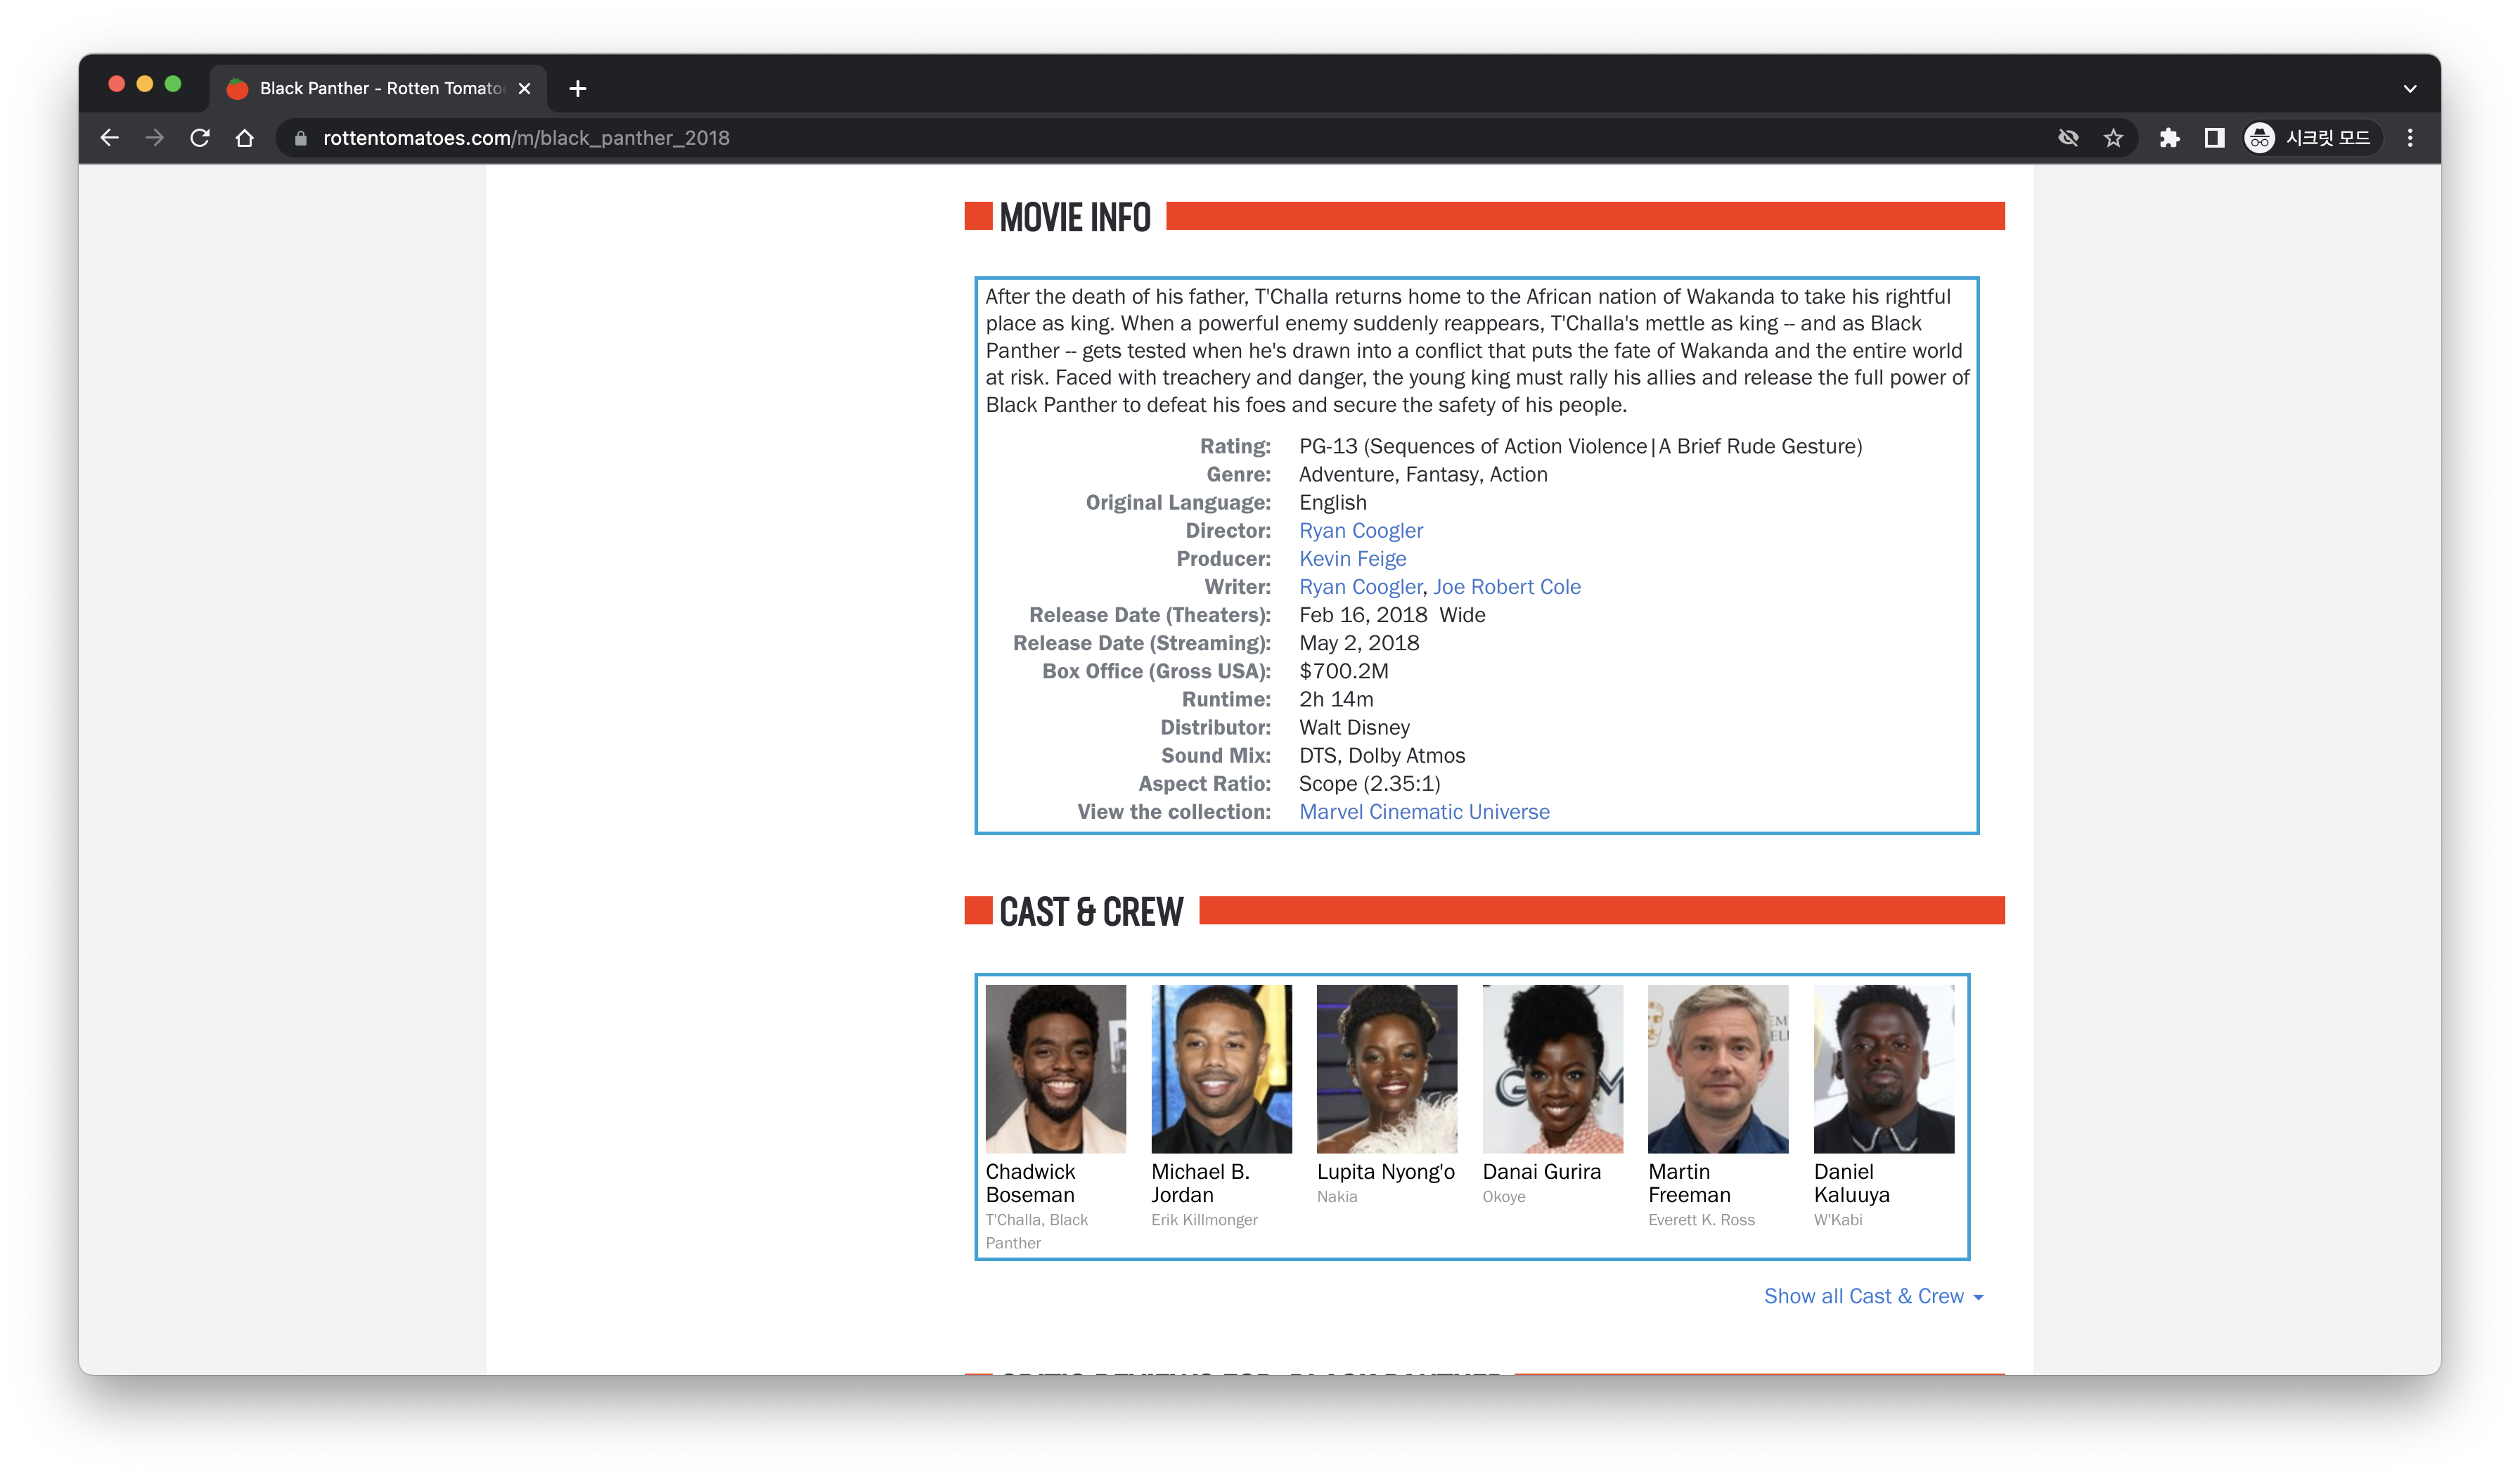 Black Panther - Rotten Tomato
rottentomatoes.com/m/black_panther_2018
시크릿 모드
MOVIE INFO
After the death of his father, T'Challa returns home to the African nation of Wakanda to take his rightful
place as king. When a powerful enemy suddenly reappears, T'Challa's mettle as king -- and as Black
Panther -- gets tested when he's drawn into a conflict that puts the fate of Wakanda and the entire world
at risk. Faced with treachery and danger, the young king must rally his allies and release the full power of
Black Panther to defeat his foes and secure the safety of his people.
Rating: PG-13 (Sequences of Action Violence|A Brief Rude Gesture)
Genre: Adventure, Fantasy, Action
Original Language: English
Director: Ryan Coogler
Producer: Kevin Feige
Writer: Ryan Coogler, Joe Robert Cole
Release Date (Theaters): Feb 16, 2018 Wide
Release Date (Streaming): May 2, 2018
Box Office (Gross USA): $700.2M
Runtime: 2h 14m
Distributor: Walt Disney
Sound Mix: DTS, Dolby Atmos
Aspect Ratio: Scope (2.35:1)
View the collection: Marvel Cinematic Universe
CAST & CREW
Chadwick
Boseman
T'Challa, Black
Panther
Michael B.
Jordan
Erik Killmonger
Lupita Nyong'o
Nakia
Danai Gurira
Okoye
Martin
Freeman
Everett K. Ross
Daniel
Kaluuya
W'Kabi
Show all Cast & Crew